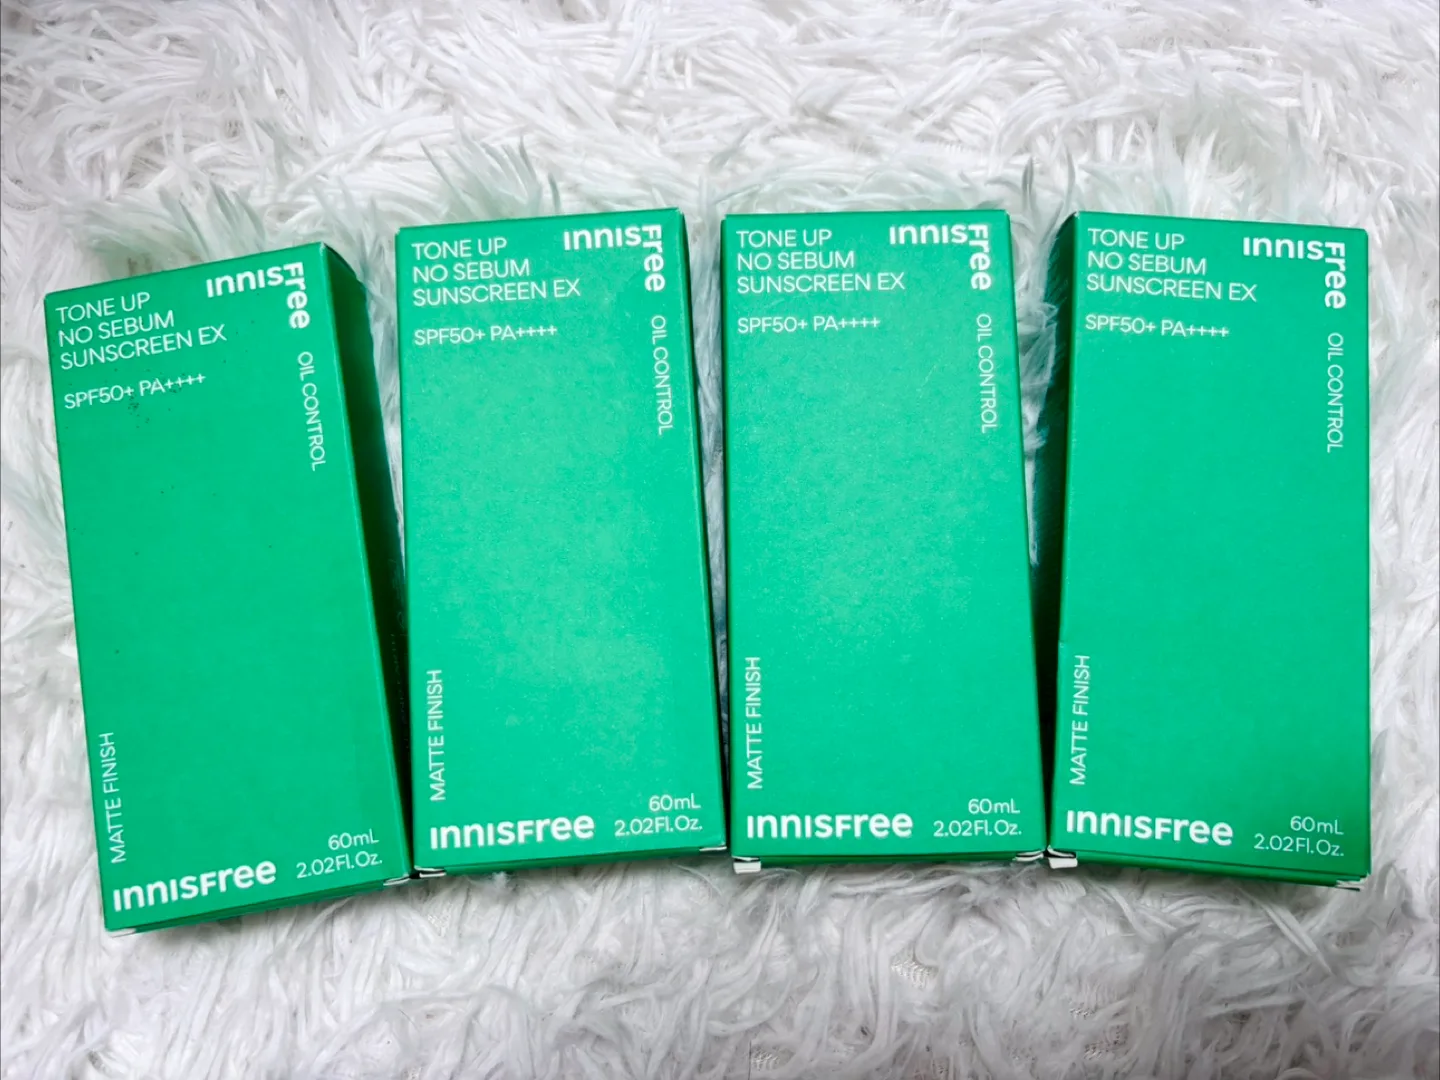 TONE UP
NO SEBUM
SUNSCREEN EX
SPF50+ PA++++
INNISFree
OIL CONTROL
MATTE FINISH
INNISFree
60mL
2.02Fl.Oz.
TONE UP
NO SEBUM
SUNSCREEN EX
SPF50+ PA++++
INNISFree
OIL CONTROL
MATTE FINISH
INNISFree
60mL
2.02Fl.Oz.
TONE UP
NO SEBUM
SUNSCREEN EX
SPF50+ PA++++
INNISFree
OIL CONTROL
MATTE FINISH
INNISFree
60mL
2.02Fl.Oz.
TONE UP
NO SEBUM
SUNSCREEN EX
SPF50+ PA++++
INNISFree
OIL CONTROL
MATTE FINISH
INNISFree
60mL
2.02Fl.Oz.